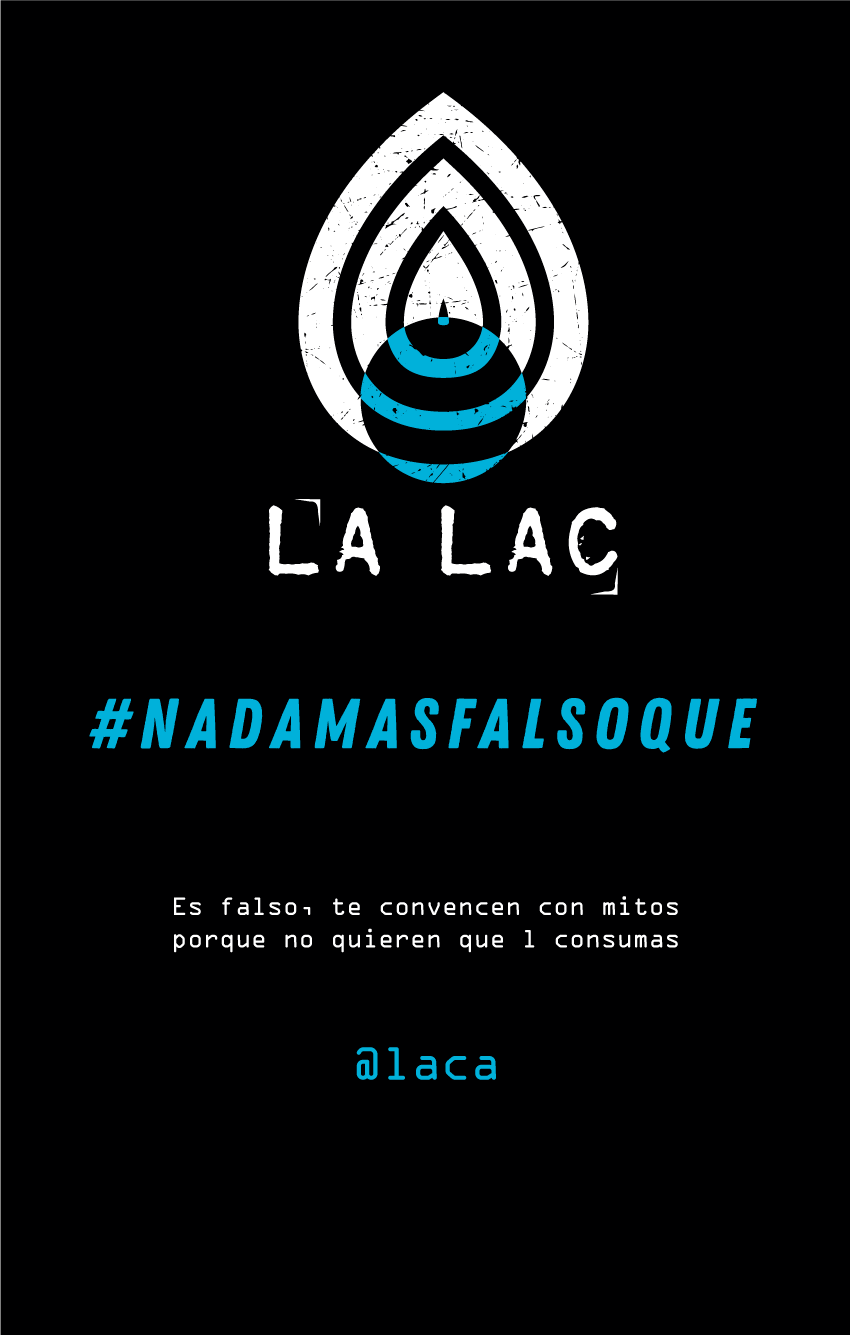 LA LAC
#NADAMASFALSOQUE
Es falso, te convencen con mitos
porque no quieren que l consumas
@laca